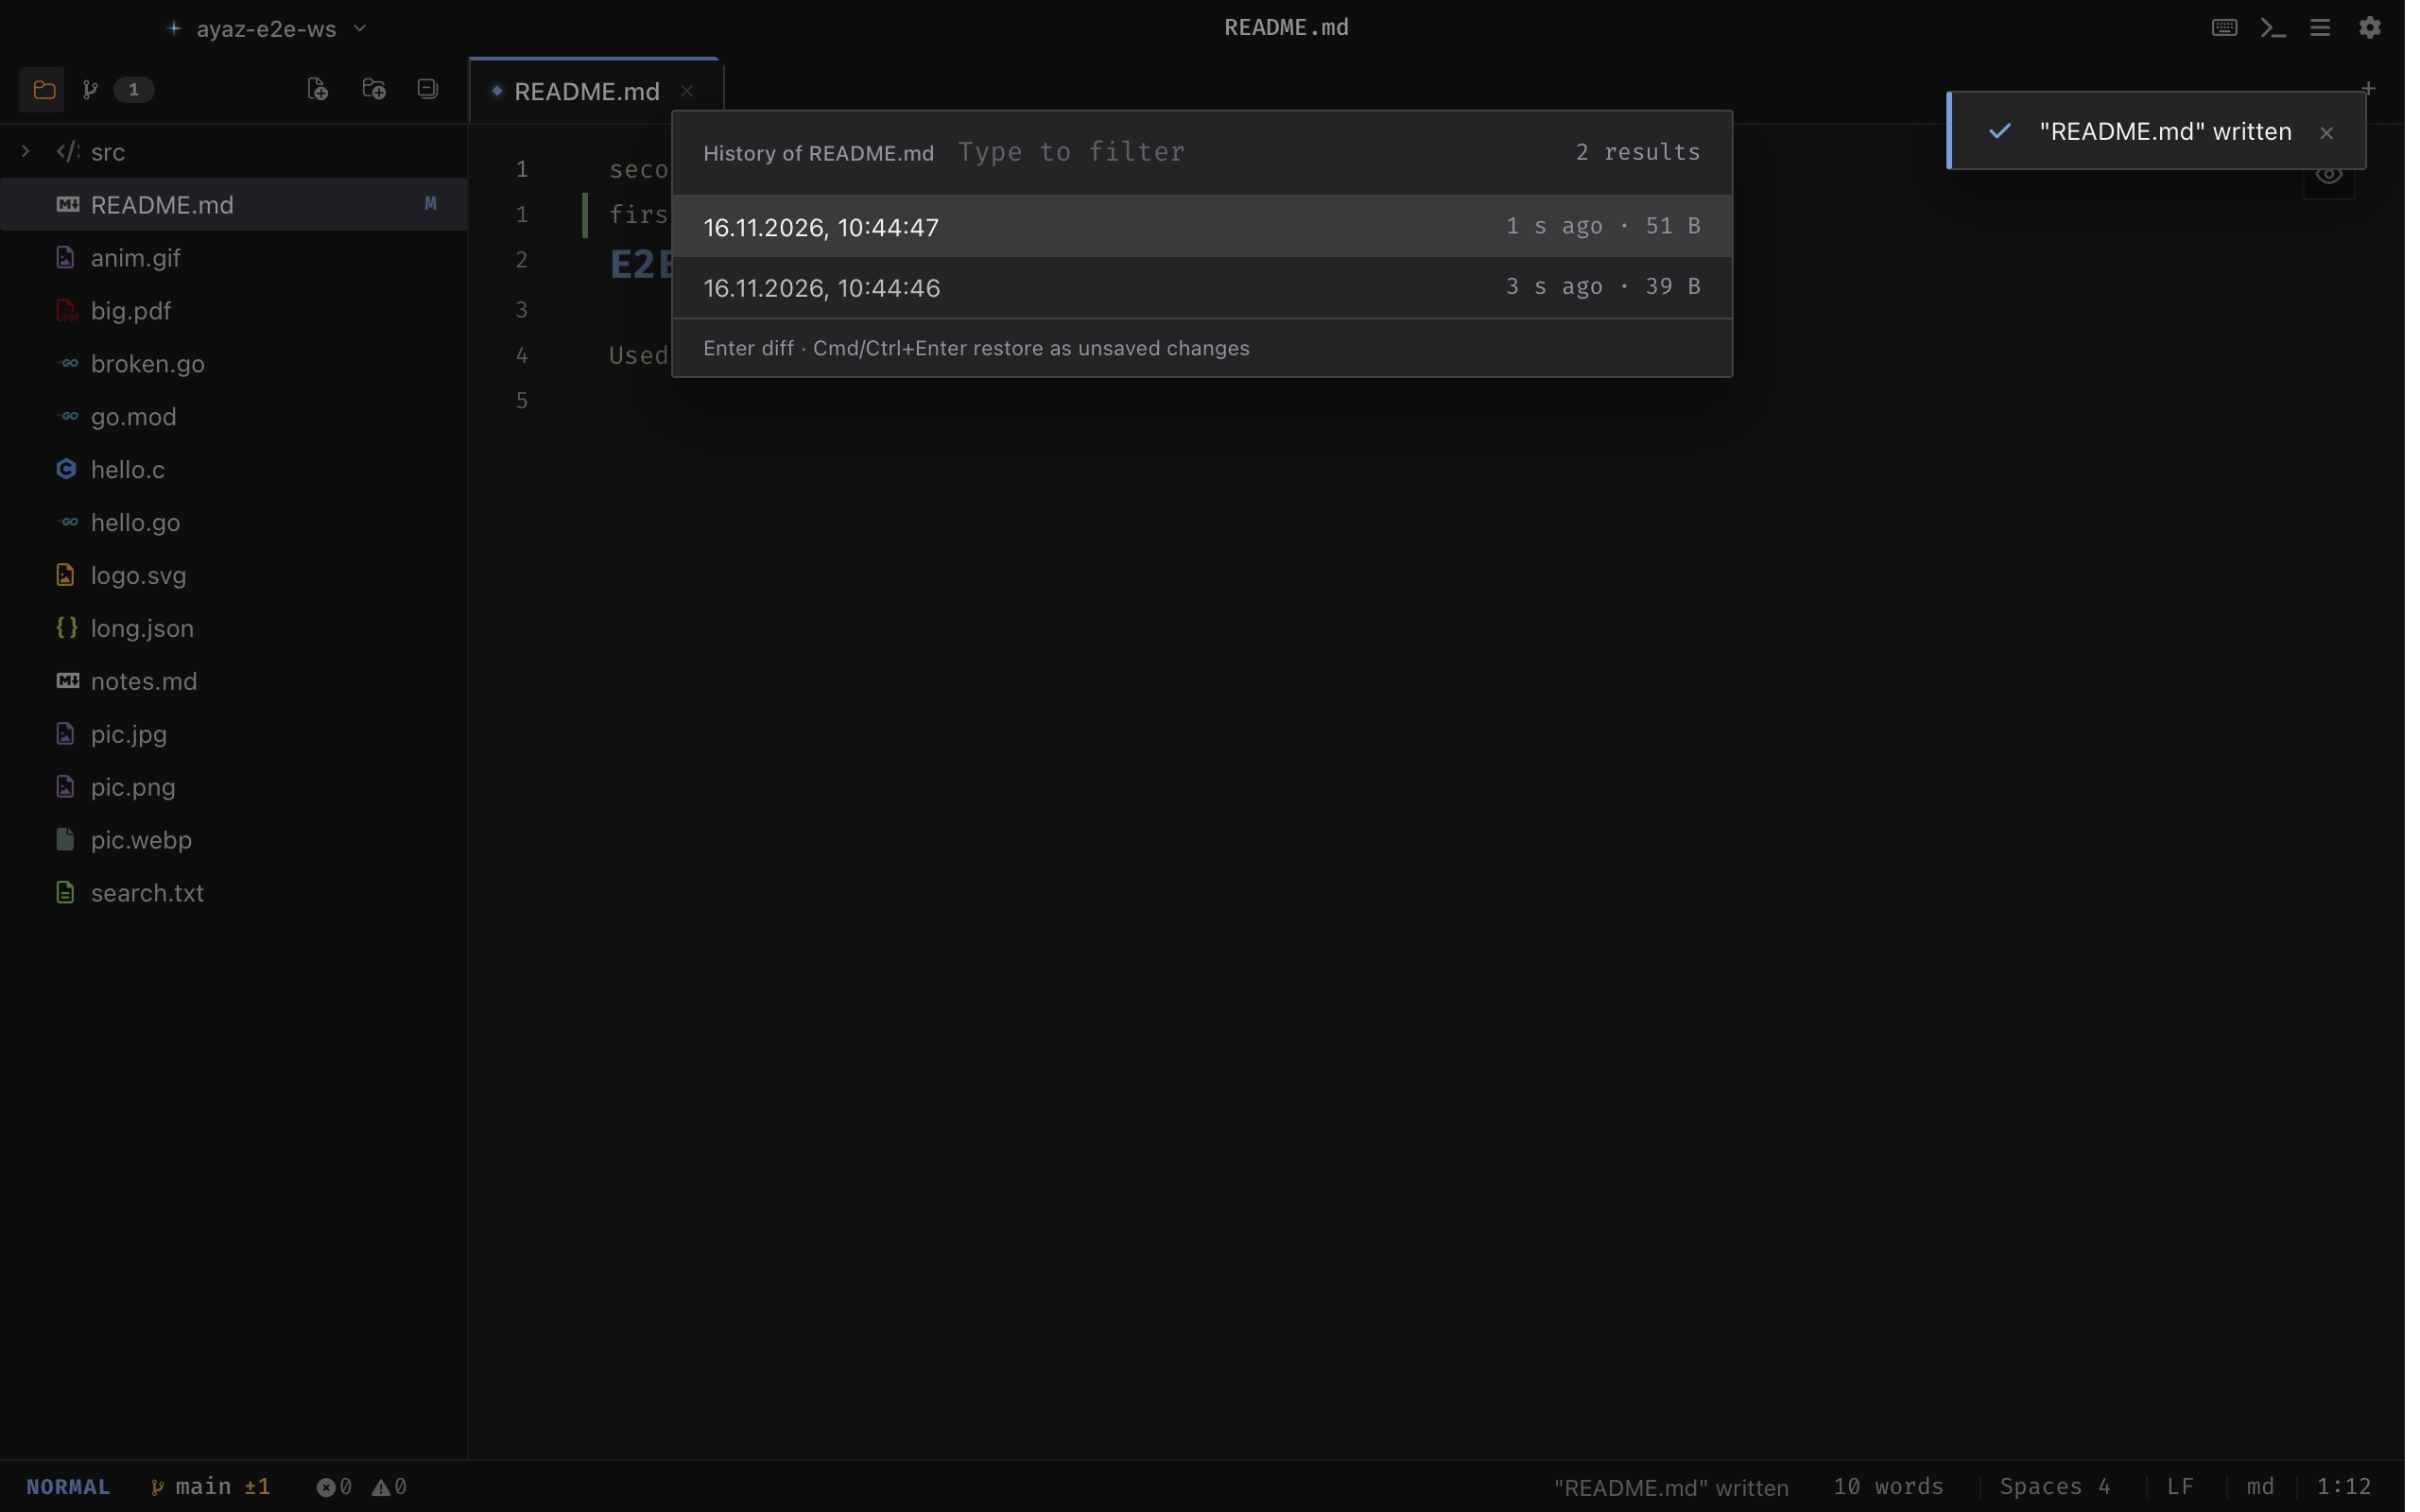 ayaz-e2e-ws
README.md
1
README.md
"README.md" written
src
README.md M
anim.gif
big.pdf
broken.go
go.mod
hello.c
hello.go
logo.svg
long.json
notes.md
pic.jpg
pic.png
pic.webp
search.txt
History of README.md Type to filter 2 results
16.11.2026, 10:44:47 1 s ago · 51 B
16.11.2026, 10:44:46 3 s ago · 39 B
Enter diff · Cmd/Ctrl+Enter restore as unsaved changes
1 seco
1 firs
2 E2E
3
4 Used
5
NORMAL main ±1 0 0 "README.md" written 10 words Spaces 4 LF md 1:12